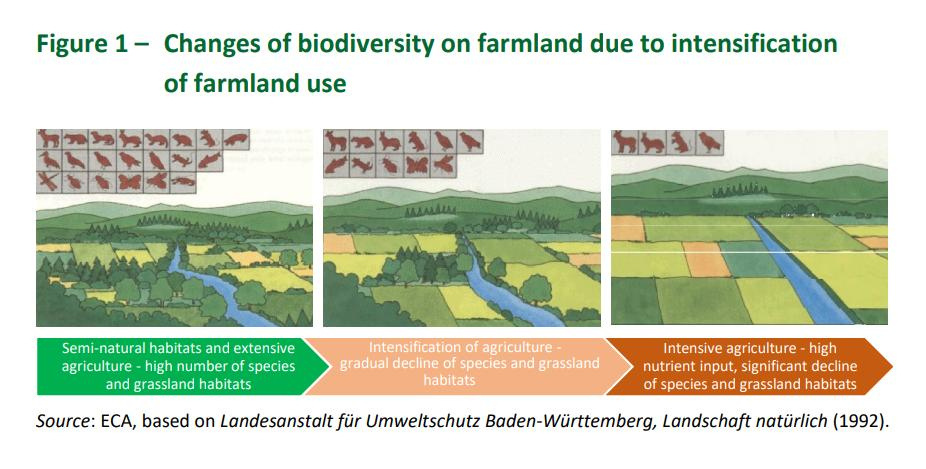 Figure 1 – Changes of biodiversity on farmland due to intensification
of farmland use
Semi-natural habitats and extensive
agriculture - high number of species
and grassland habitats
Intensification of agriculture -
gradual decline of species and grassland
habitats
Intensive agriculture - high
nutrient input, significant decline
of species and grassland habitats
Source: ECA, based on Landesanstalt für Umweltschutz Baden-Württemberg, Landschaft natürlich (1992).